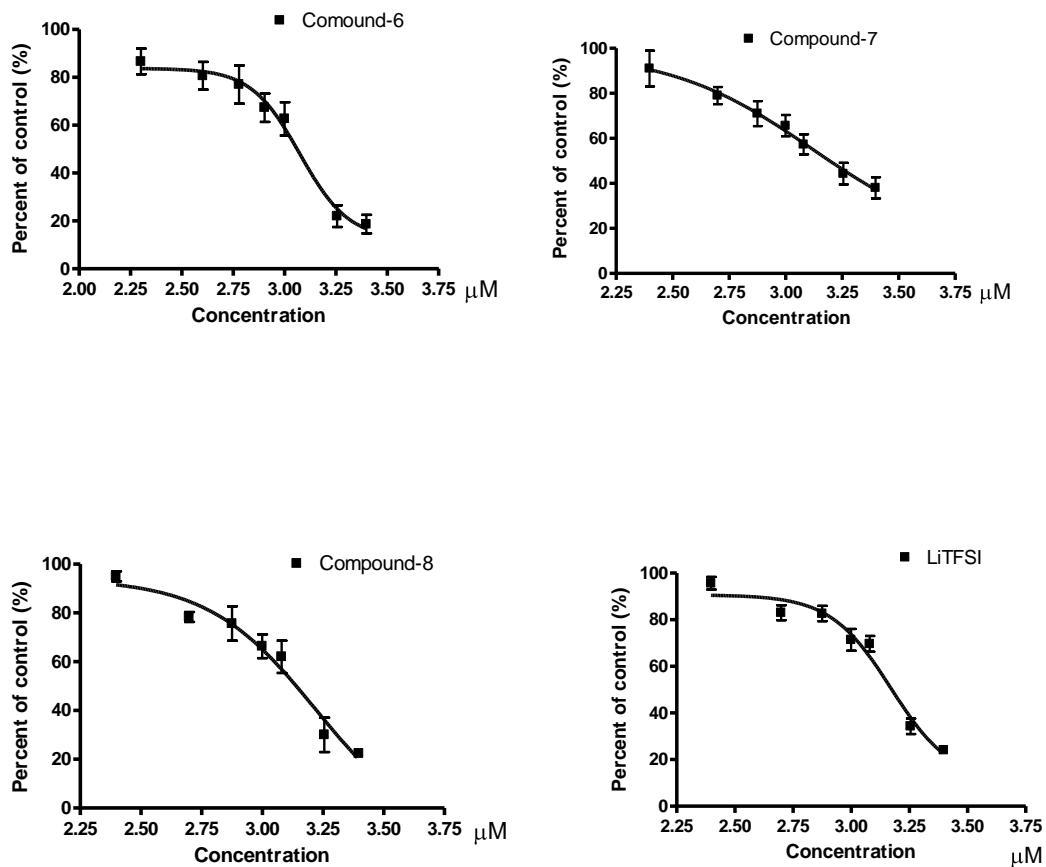 Comound-6
Percent of control (%)
100
80
60
40
20
0
2.00 2.25 2.50 2.75 3.00 3.25 3.50 3.75 μM
Concentration
Compound-7
Percent of control (%)
100
80
60
40
20
0
2.25 2.50 2.75 3.00 3.25 3.50 3.75 μM
Concentration
Compound-8
Percent of control (%)
100
80
60
40
20
0
2.25 2.50 2.75 3.00 3.25 3.50 3.75 μM
Concentration
LiTFSI
Percent of control (%)
100
80
60
40
20
0
2.25 2.50 2.75 3.00 3.25 3.50 3.75
Concentration μM